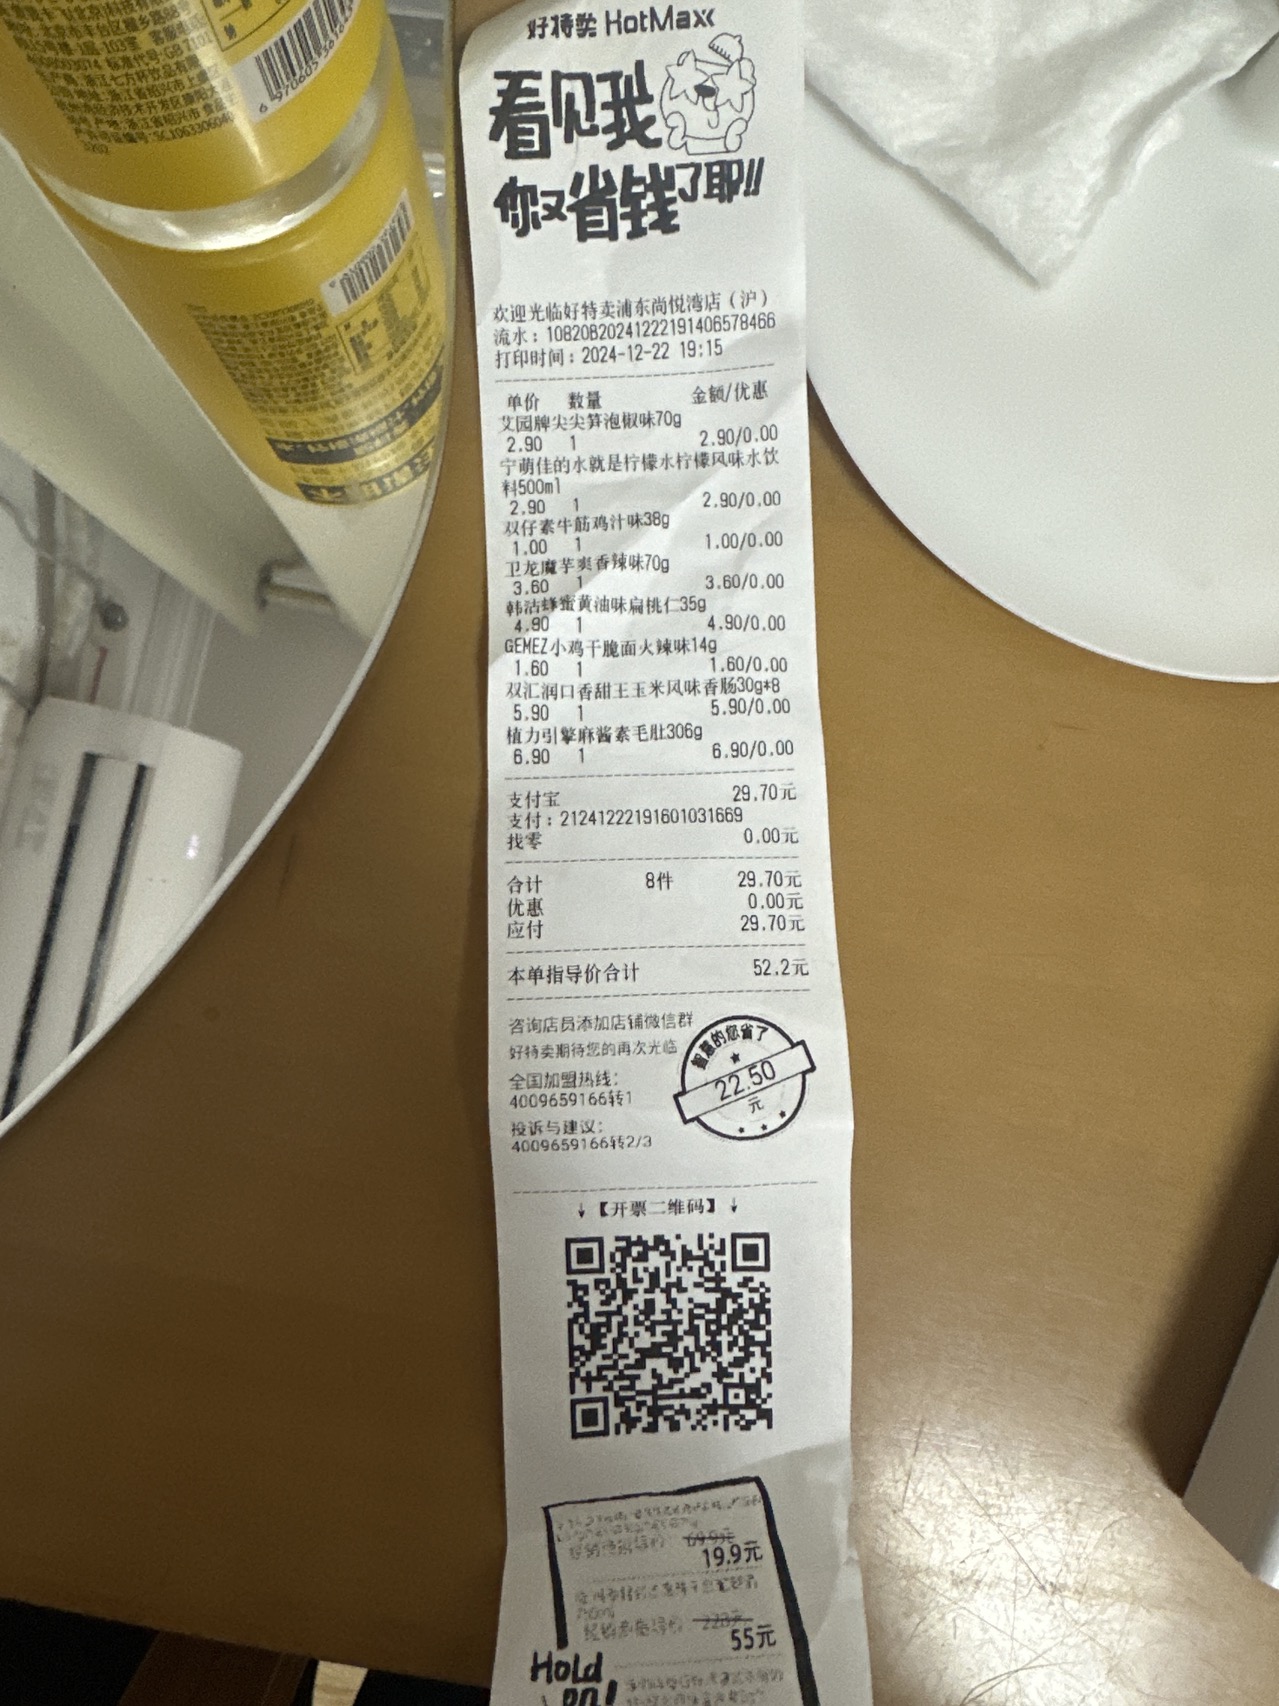 好特卖 HotMaxx
看见我
你又省钱了耶!!
欢迎光临好特卖浦东尚悦湾店（沪）
流水：10820B20241222191406578466
打印时间：2024-12-22 19:15
单价 数量 金额/优惠
艾园牌尖尖笋泡椒味70g
2.90 1 2.90/0.00
宁萌佳的水就是柠檬水柠檬风味水饮
料500ml
2.90 1 2.90/0.00
双仔素牛筋鸡汁味38g
1.00 1 1.00/0.00
卫龙魔芋爽香辣味70g
3.60 1 3.60/0.00
韩沽蜂蜜黄油味扁桃仁35g
4.90 1 4.90/0.00
GEMEZ小鸡干脆面火辣味14g
1.60 1 1.60/0.00
双汇润口香甜王玉米风味香肠30g*8
5.90 1 5.90/0.00
植力引擎麻酱素毛肚306g
6.90 1 6.90/0.00
支付宝 29.70元
支付：21241222191601031669
找零 0.00元
合计 8件 29.70元
优惠 0.00元
应付 29.70元
本单指导价合计 52.2元
咨询店员添加店铺微信群
好特卖期待您的再次光临
全国加盟热线：
4009659166转1
投诉与建议：
4009659166转2/3
智慧的您省了
22.50
元
↓【开票二维码】↓
69.9元
19.9元
55元
Hold